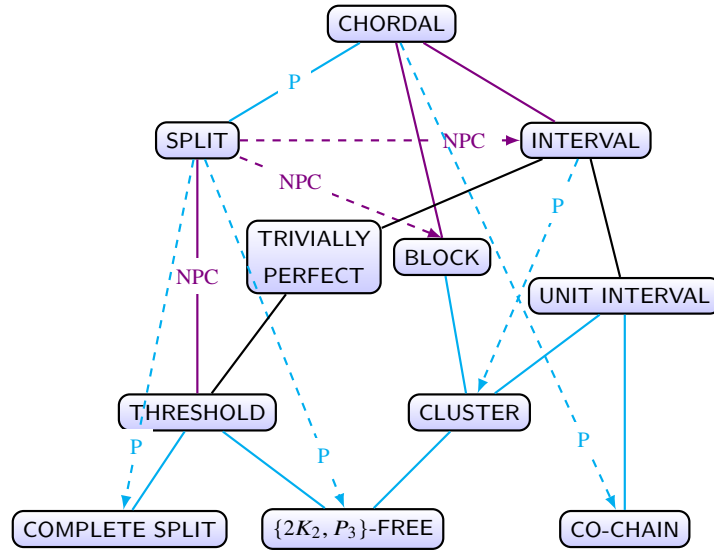 CHORDAL
P
SPLIT
NPC
INTERVAL
NPC
P
TRIVIALLY
PERFECT
BLOCK
NPC
UNIT INTERVAL
THRESHOLD
CLUSTER
P
P
P
COMPLETE SPLIT
{2K₂, P₃}-FREE
CO-CHAIN